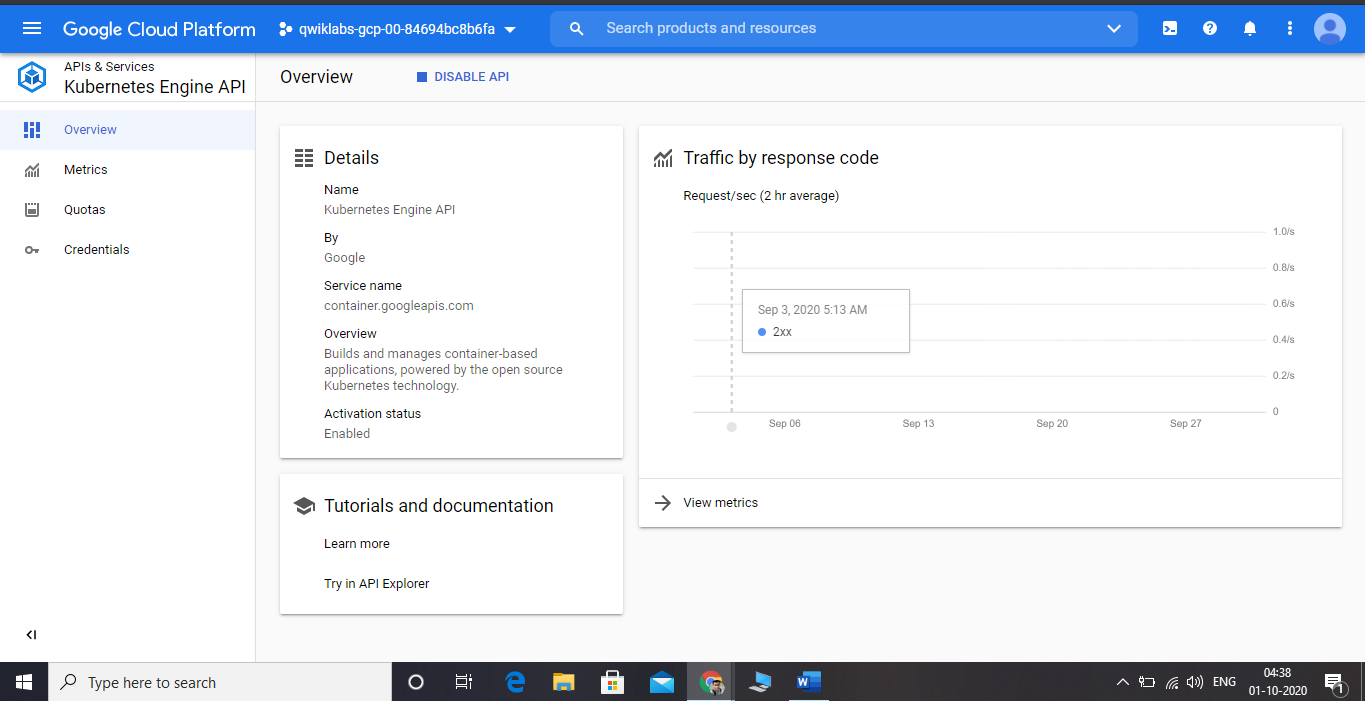 Google Cloud Platform
qwiklabs-gcp-00-84694bc8b6fa
Search products and resources
APIs & Services
Kubernetes Engine API
Overview
DISABLE API
Overview
Metrics
Quotas
Credentials
Details
Name
Kubernetes Engine API
By
Google
Service name
container.googleapis.com
Overview
Builds and manages container-based
applications, powered by the open source
Kubernetes technology.
Activation status
Enabled
Tutorials and documentation
Learn more
Try in API Explorer
Traffic by response code
Request/sec (2 hr average)
1.0/s
0.8/s
0.6/s
0.4/s
0.2/s
0
Sep 3, 2020 5:13 AM
2xx
Sep 06
Sep 13
Sep 20
Sep 27
View metrics
Type here to search
ENG
04:38
01-10-2020
1